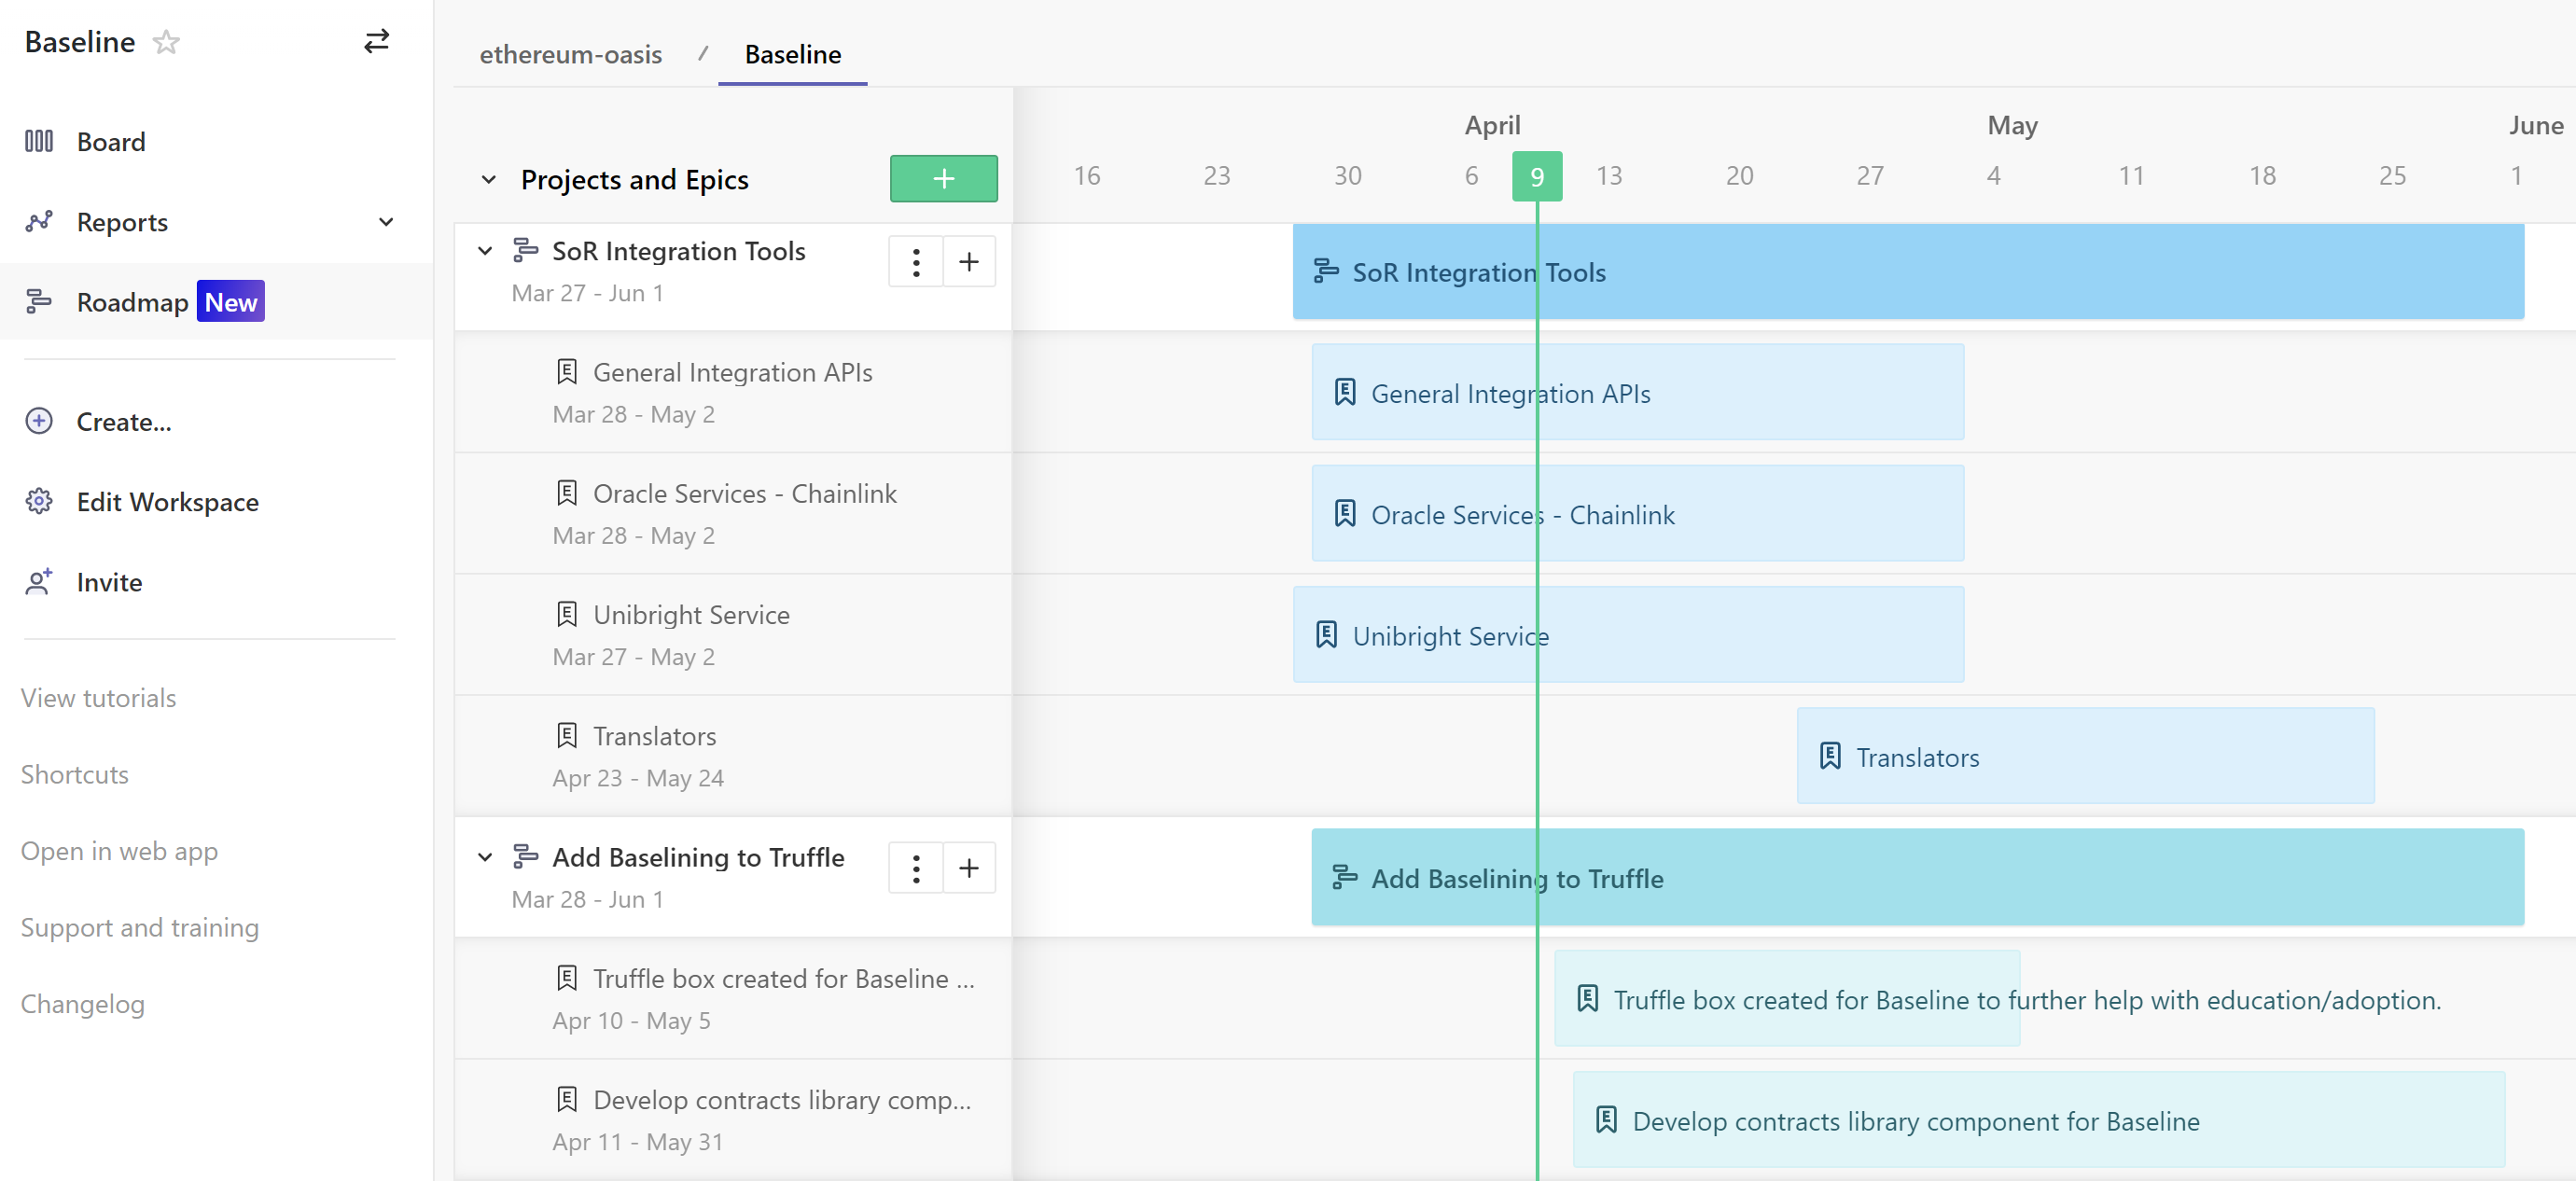 Baseline
Board
Reports
Roadmap New
Create...
Edit Workspace
Invite
View tutorials
Shortcuts
Open in web app
Support and training
Changelog
ethereum-oasis / Baseline
April May June
16 23 30 6 9 13 20 27 4 11 18 25 1
Projects and Epics
SoR Integration Tools
Mar 27 - Jun 1
SoR Integration Tools
General Integration APIs
Mar 28 - May 2
General Integration APIs
Oracle Services - Chainlink
Mar 28 - May 2
Oracle Services - Chainlink
Unibright Service
Mar 27 - May 2
Unibright Service
Translators
Apr 23 - May 24
Translators
Add Baselining to Truffle
Mar 28 - Jun 1
Add Baselining to Truffle
Truffle box created for Baseline ...
Apr 10 - May 5
Truffle box created for Baseline to further help with education/adoption.
Develop contracts library comp...
Apr 11 - May 31
Develop contracts library component for Baseline